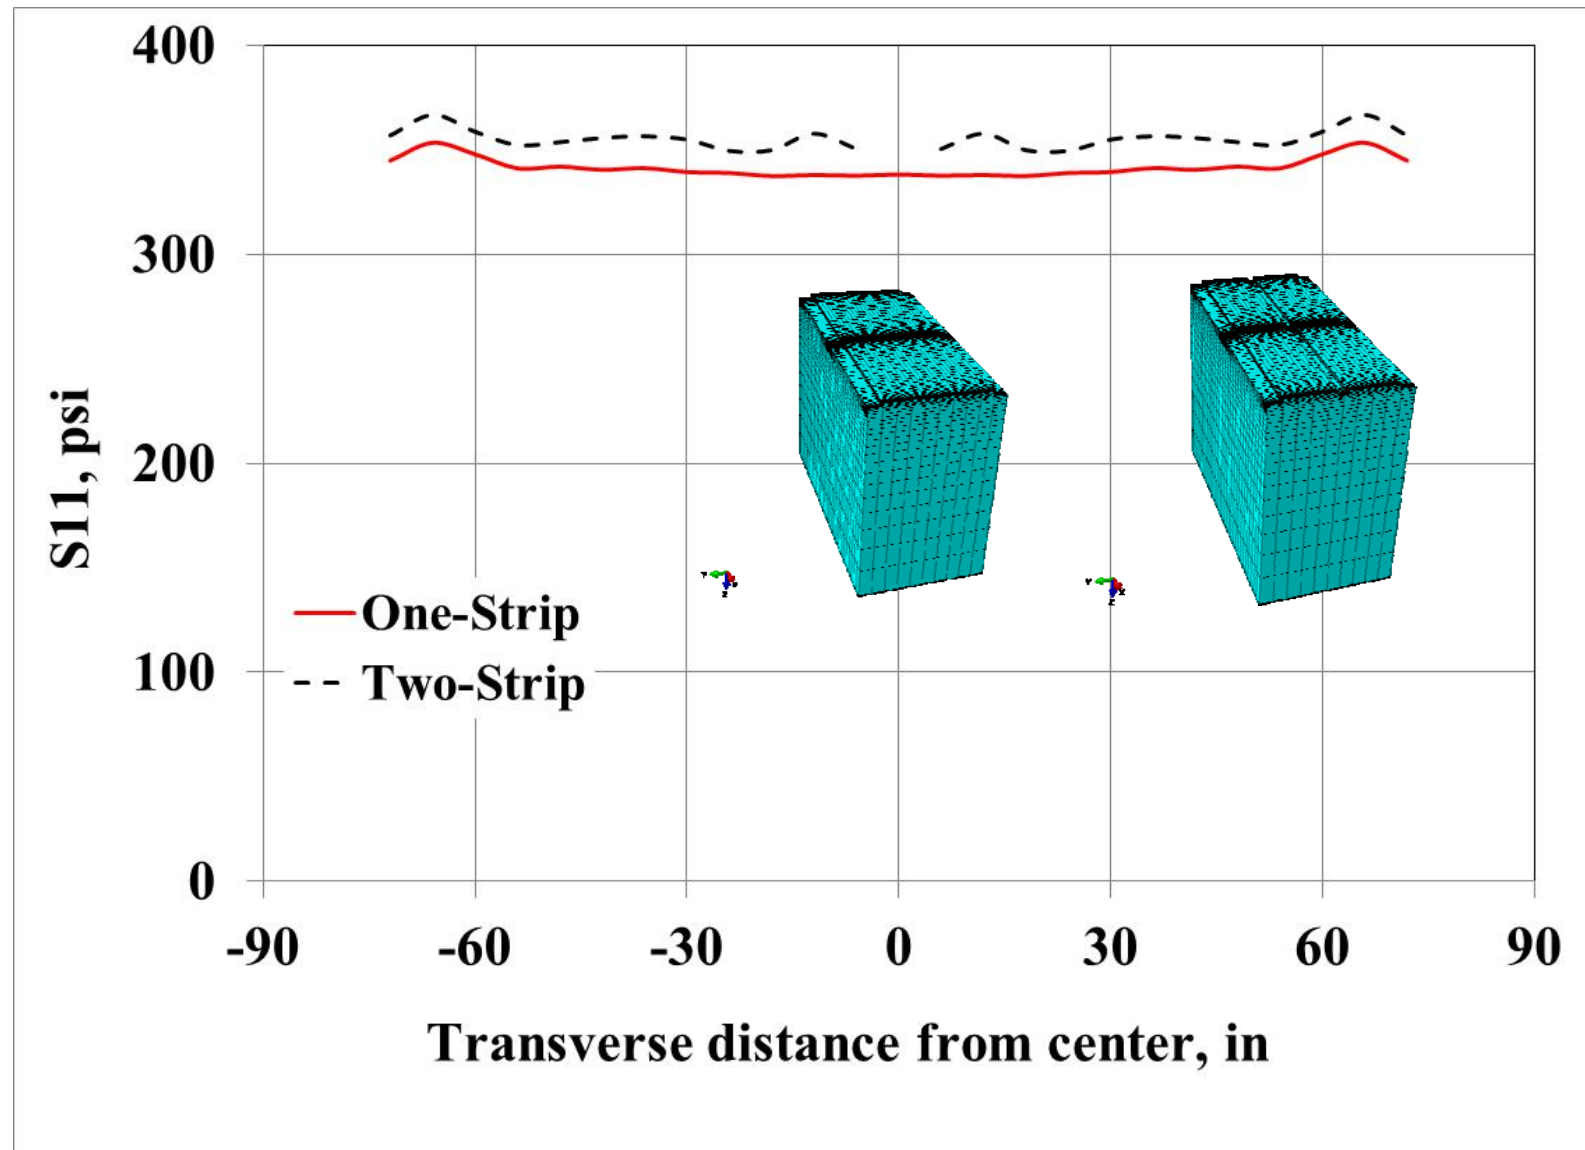 400
300
200
100
0
S11, psi
One-Strip
Two-Strip
-90 -60 -30 0 30 60 90
Transverse distance from center, in